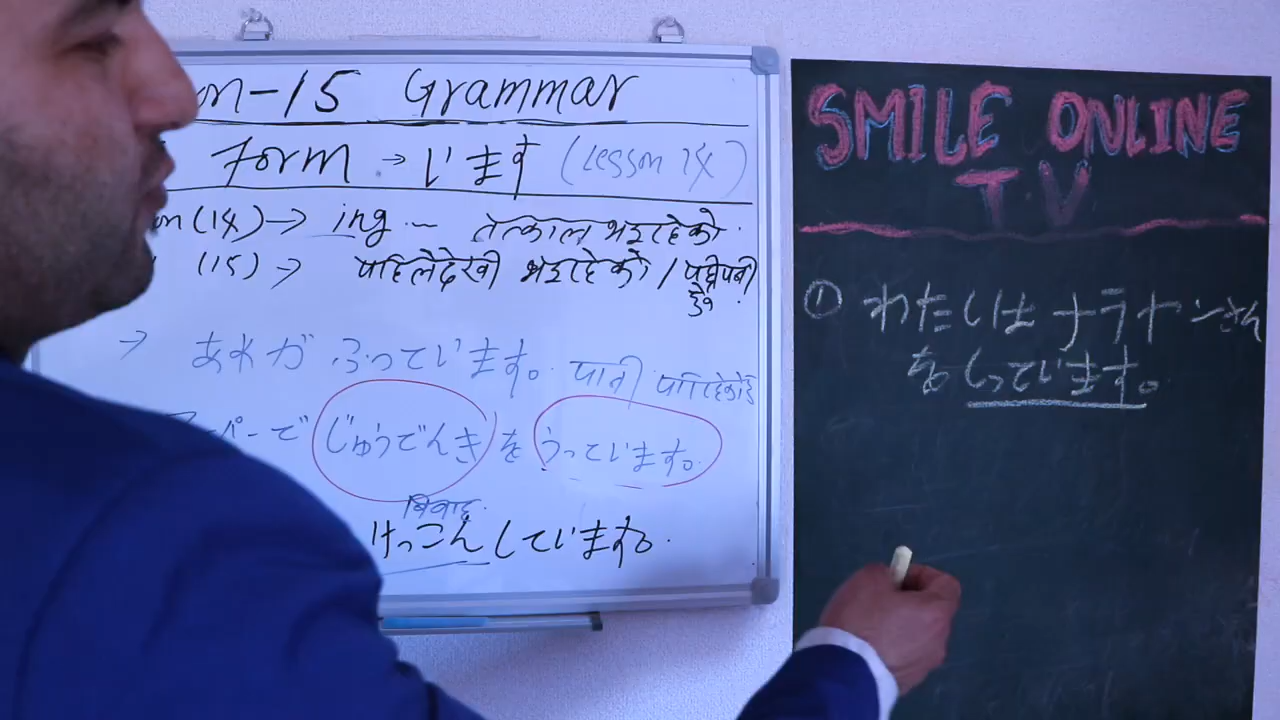 on-15 Grammar
Form → います (Lesson 14)
on (14) → ing -- तत्काल भइरहेको
(15) → पहिलेदेखी भइरहेको /
→ あめが ふっています。 पानी परिरहेकोछ
ーパーで じゅうでんきを うっています。
बिवाह
けっこんしています。
SMILE ONLINE
TV
① わたしは ナラヤンさん
を しっています。